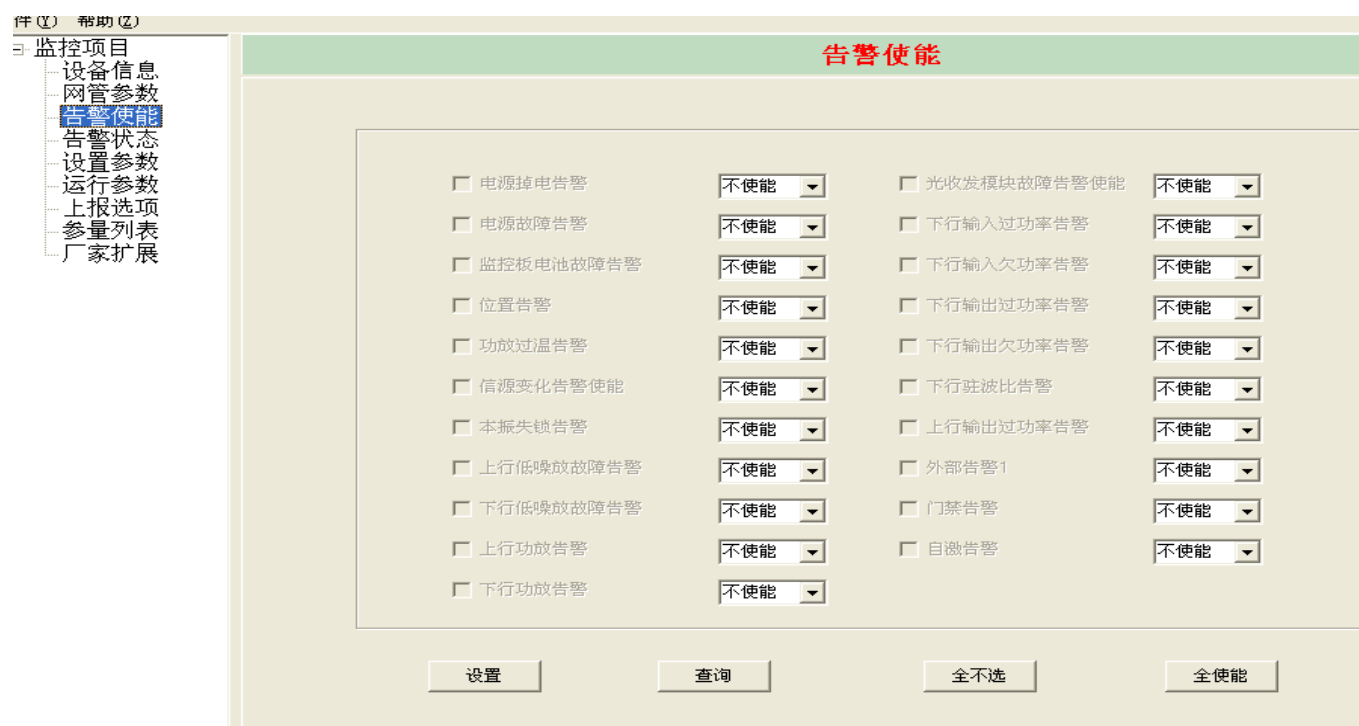 件(Y) 帮助(Z)
监控项目
设备信息
网管参数
告警使能
告警状态
设置参数
运行参数
上报选项
参量列表
厂家扩展
告警使能
电源掉电告警 不使能 光收发模块故障告警使能 不使能
电源故障告警 不使能 下行输入过功率告警 不使能
监控板电池故障告警 不使能 下行输入欠功率告警 不使能
位置告警 不使能 下行输出过功率告警 不使能
功放过温告警 不使能 下行输出欠功率告警 不使能
信源变化告警使能 不使能 下行驻波比告警 不使能
本振失锁告警 不使能 上行输出过功率告警 不使能
上行低噪放故障告警 不使能 外部告警1 不使能
下行低噪放故障告警 不使能 门禁告警 不使能
上行功放告警 不使能 自激告警 不使能
下行功放告警 不使能
设置 查询 全不选 全使能